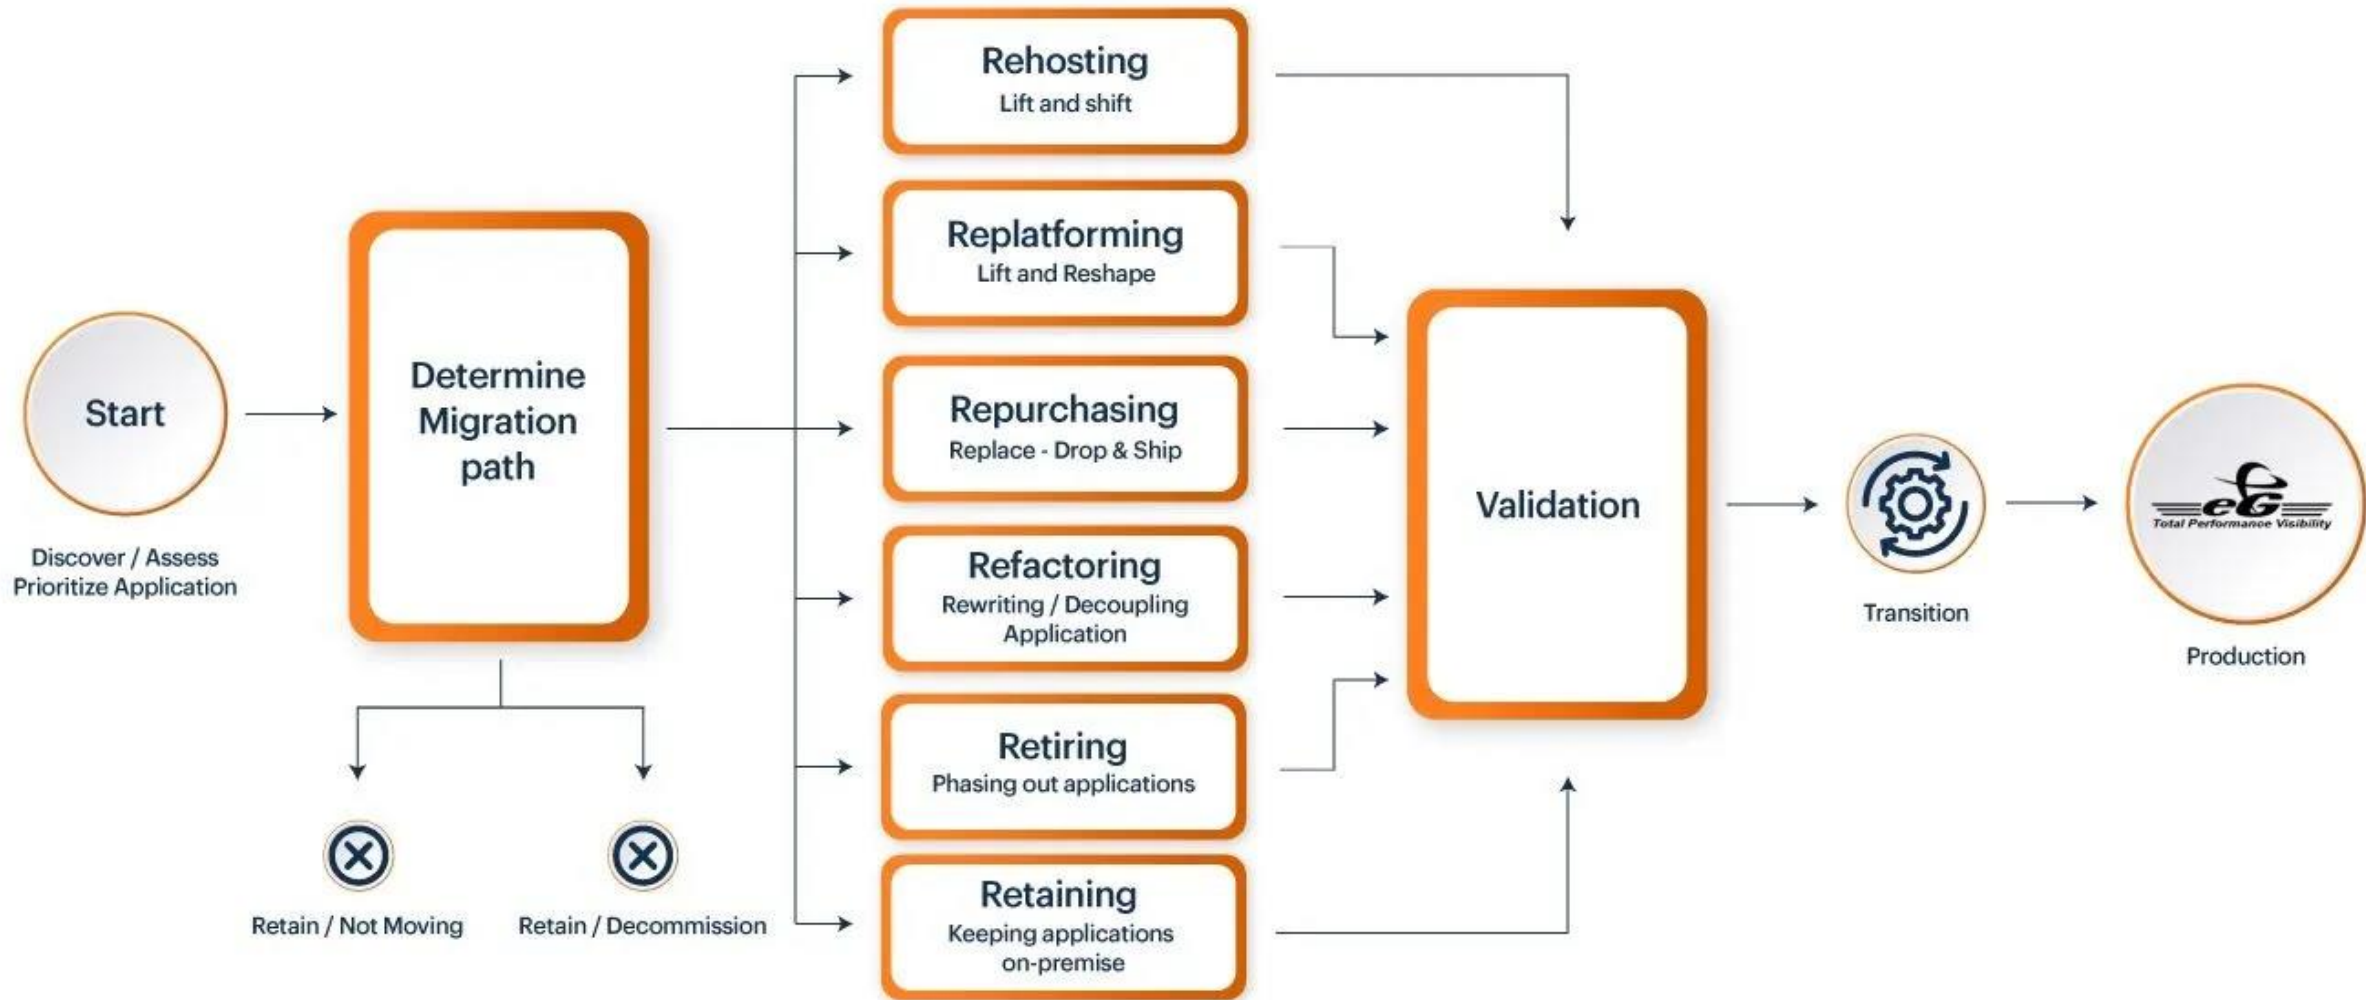 Start
Discover / Assess
Prioritize Application
Determine
Migration
path
Retain / Not Moving
Retain / Decommission
Rehosting
Lift and shift
Replatforming
Lift and Reshape
Repurchasing
Replace - Drop & Ship
Refactoring
Rewriting / Decoupling
Application
Retiring
Phasing out applications
Retaining
Keeping applications
on-premise
Validation
Transition
eG
Total Performance Visibility
Production